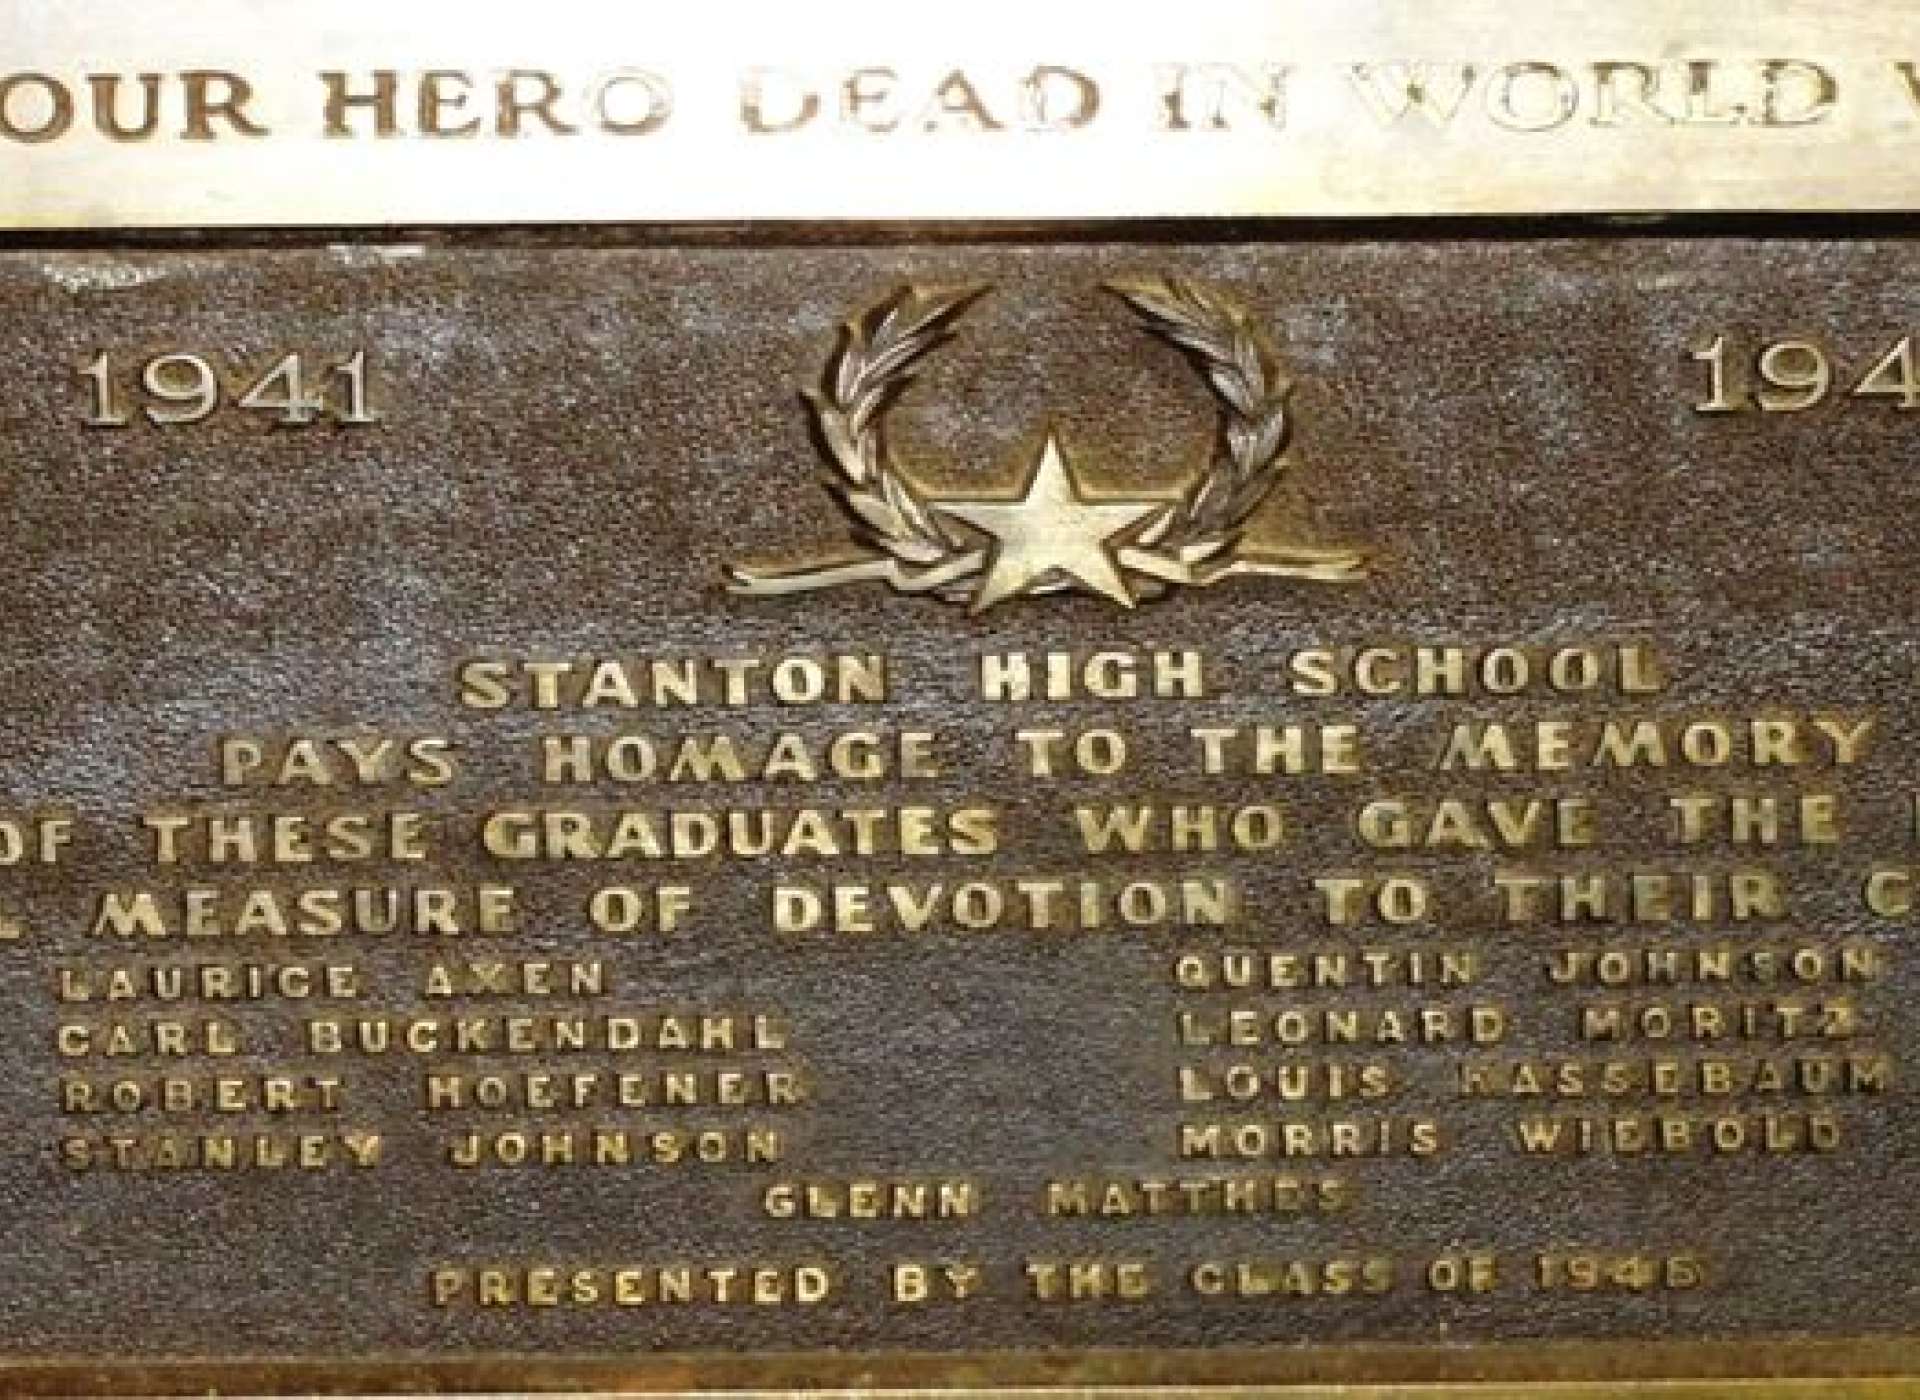 OUR HERO DEAD IN WORLD
1941 194
STANTON HIGH SCHOOL
PAYS HOMAGE TO THE MEMORY
OF THESE GRADUATES WHO GAVE THE
MEASURE OF DEVOTION TO THEIR
LAURICE AXEN QUENTIN JOHNSON
CARL BUCKENDAHL LEONARD MORITZ
ROBERT HOEFENER LOUIS KASSEBAUM
STANLEY JOHNSON MORRIS WIEBOLD
GLENN MATTHES
PRESENTED BY THE CLASS OF 1946